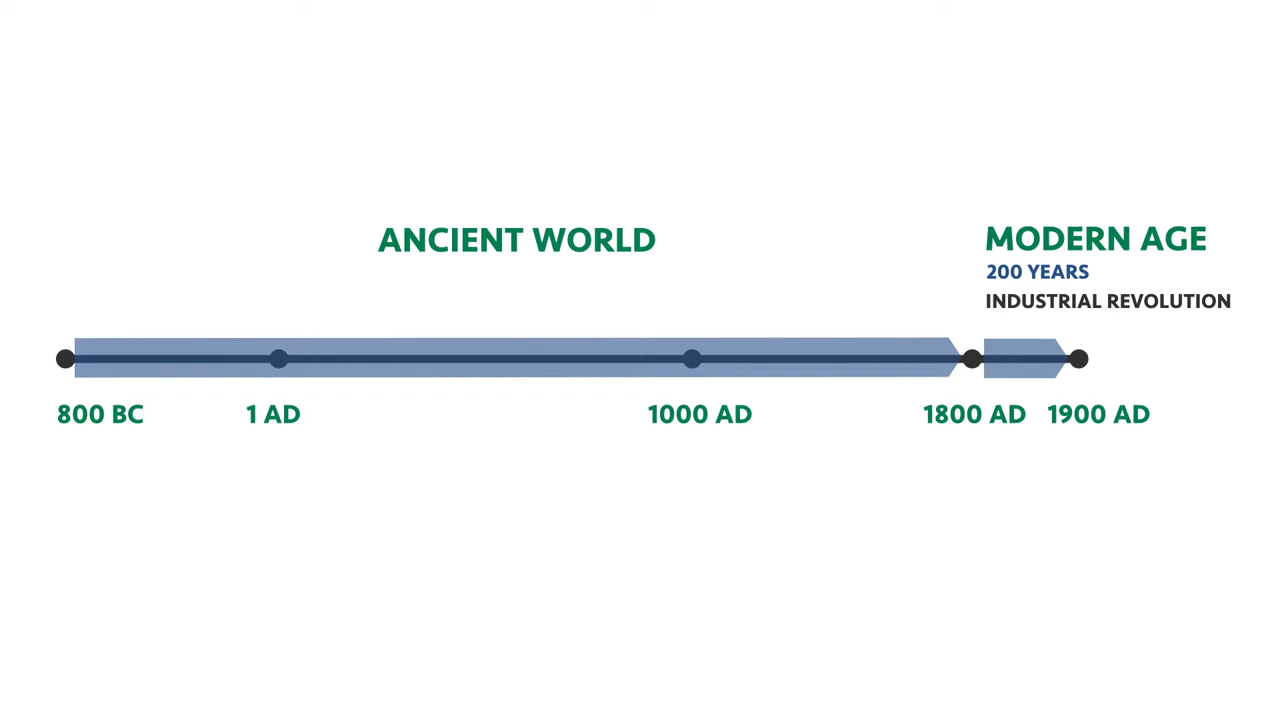 ANCIENT WORLD
MODERN AGE
200 YEARS
INDUSTRIAL REVOLUTION
800 BC
1 AD
1000 AD
1800 AD
1900 AD